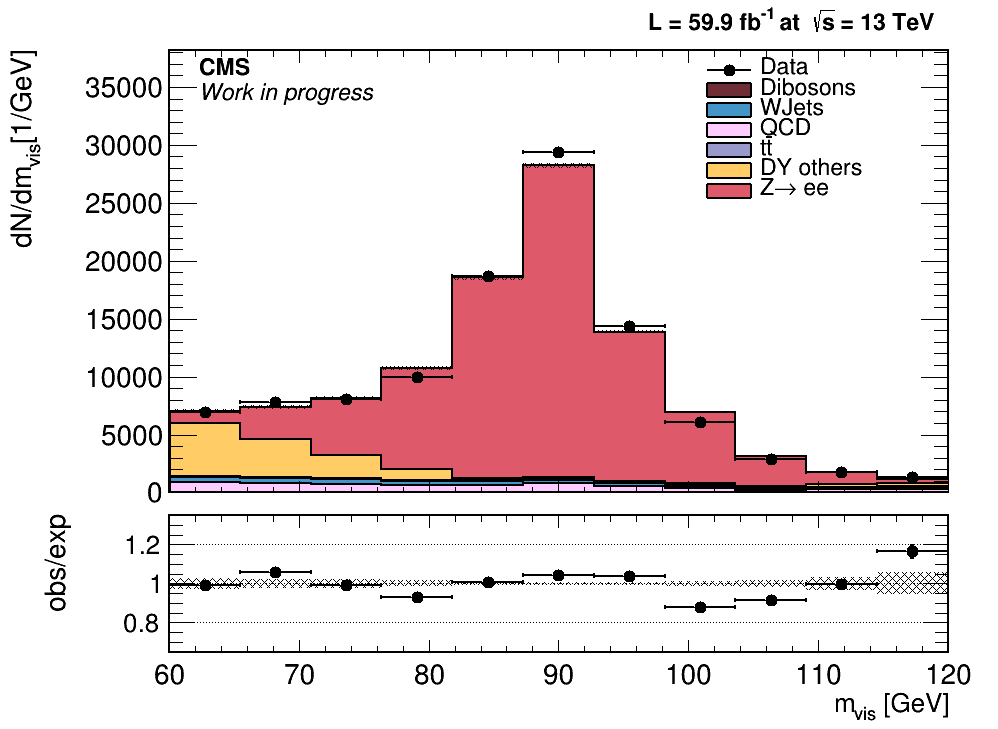 L = 59.9 fb⁻¹ at √s = 13 TeV
dN/dm_vis[1/GeV]
CMS
Work in progress
Data
Dibosons
WJets
QCD
tt̄
DY others
Z→ ee
35000
30000
25000
20000
15000
10000
5000
0
obs/exp
1.2
1
0.8
60 70 80 90 100 110 120
m_vis [GeV]